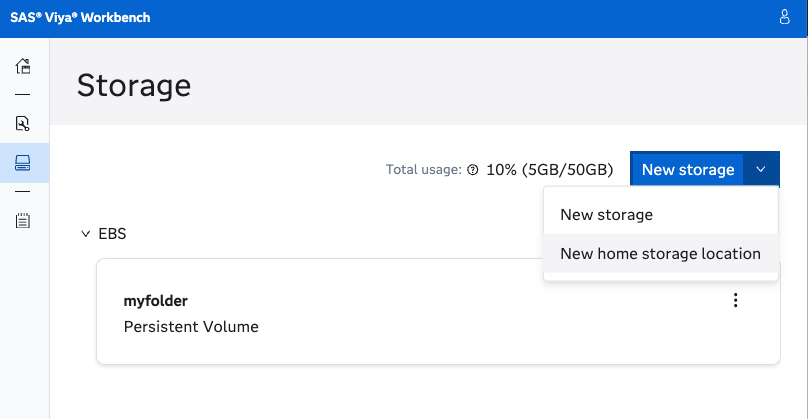 SAS® Viya® Workbench
Storage
Total usage: 10% (5GB/50GB) New storage
New storage
New home storage location
EBS
myfolder
Persistent Volume